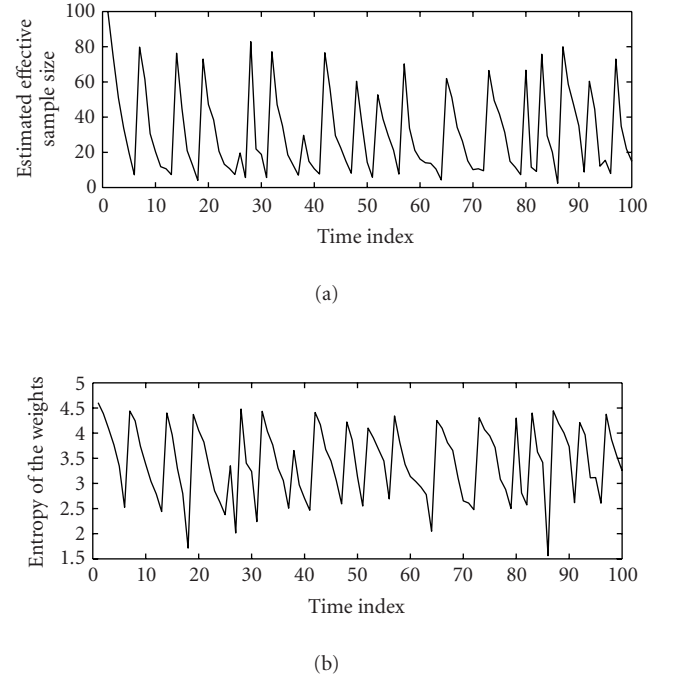 Estimated effective
sample size
100
80
60
40
20
0
0 10 20 30 40 50 60 70 80 90 100
Time index
(a)
Entropy of the weights
5
4.5
4
3.5
3
2.5
2
1.5
0 10 20 30 40 50 60 70 80 90 100
Time index
(b)